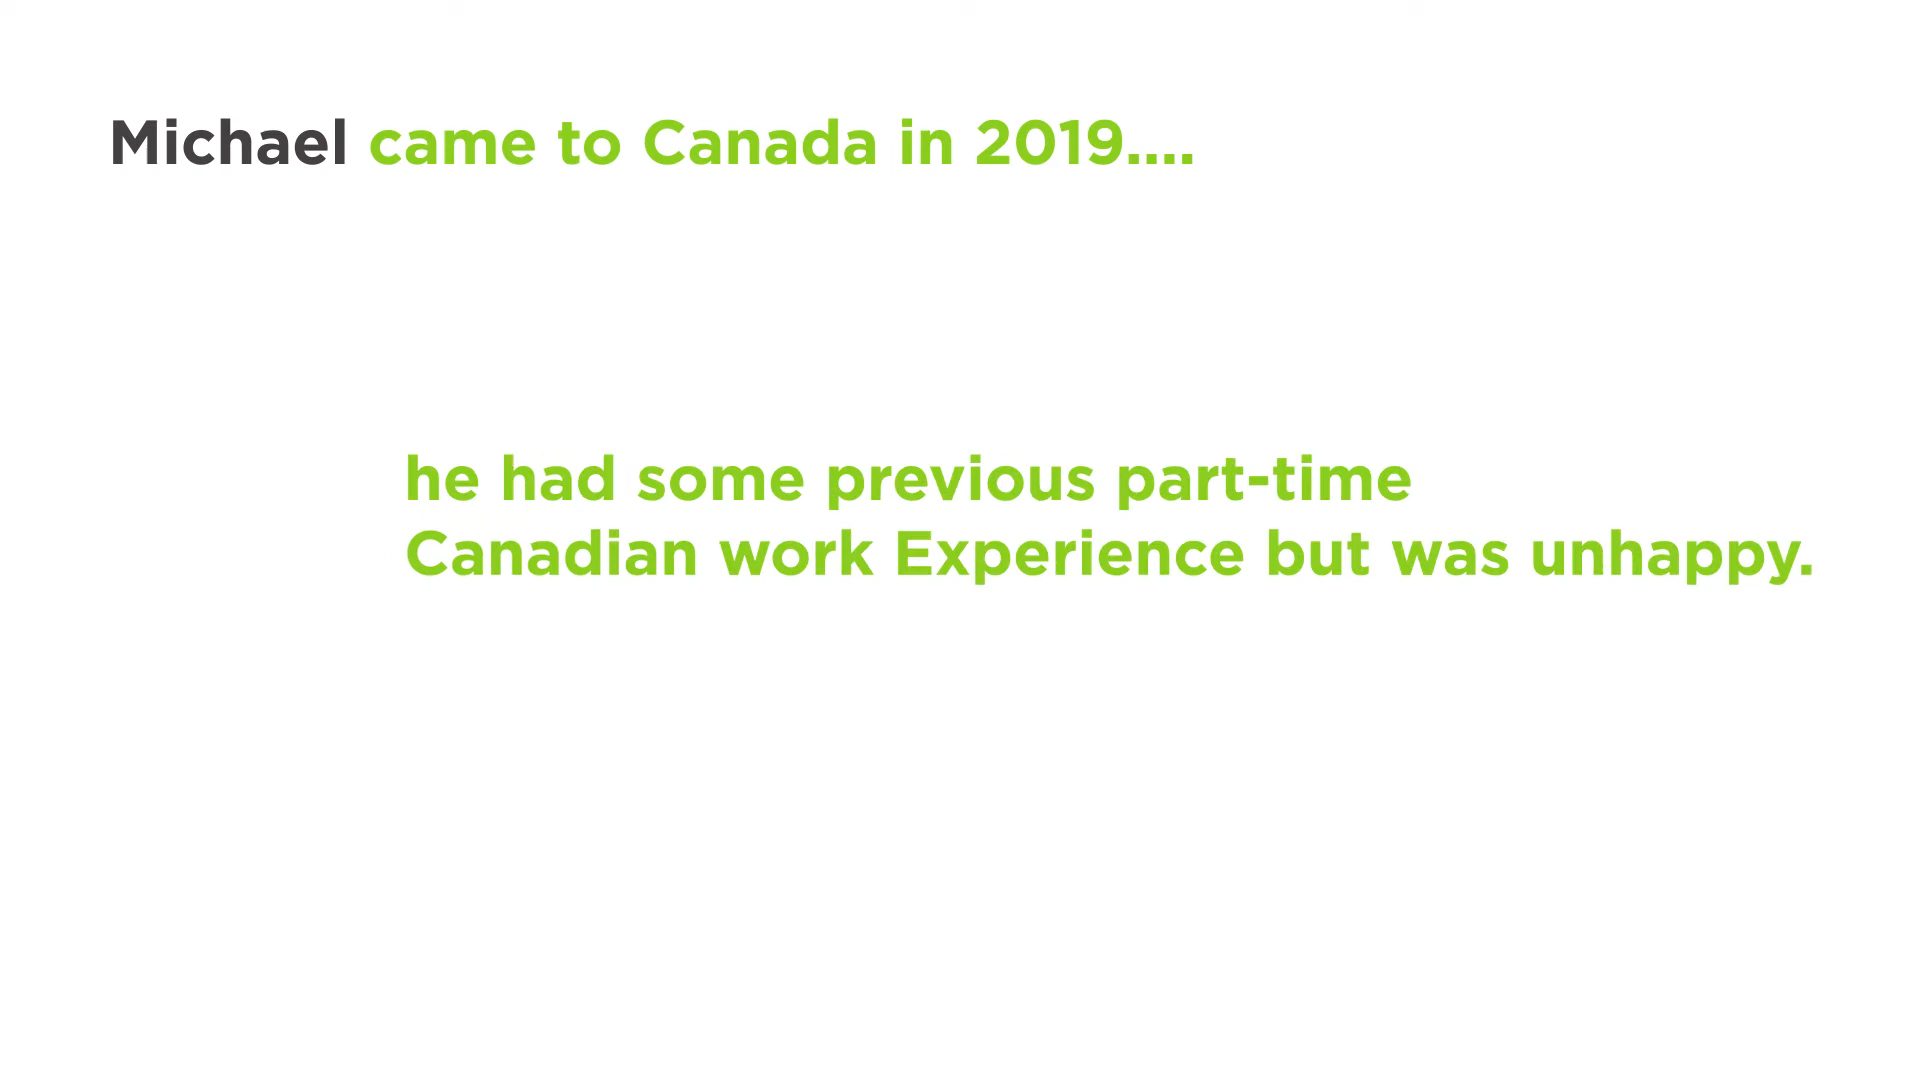 Michael came to Canada in 2019....
he had some previous part-time
Canadian work Experience but was unhappy.